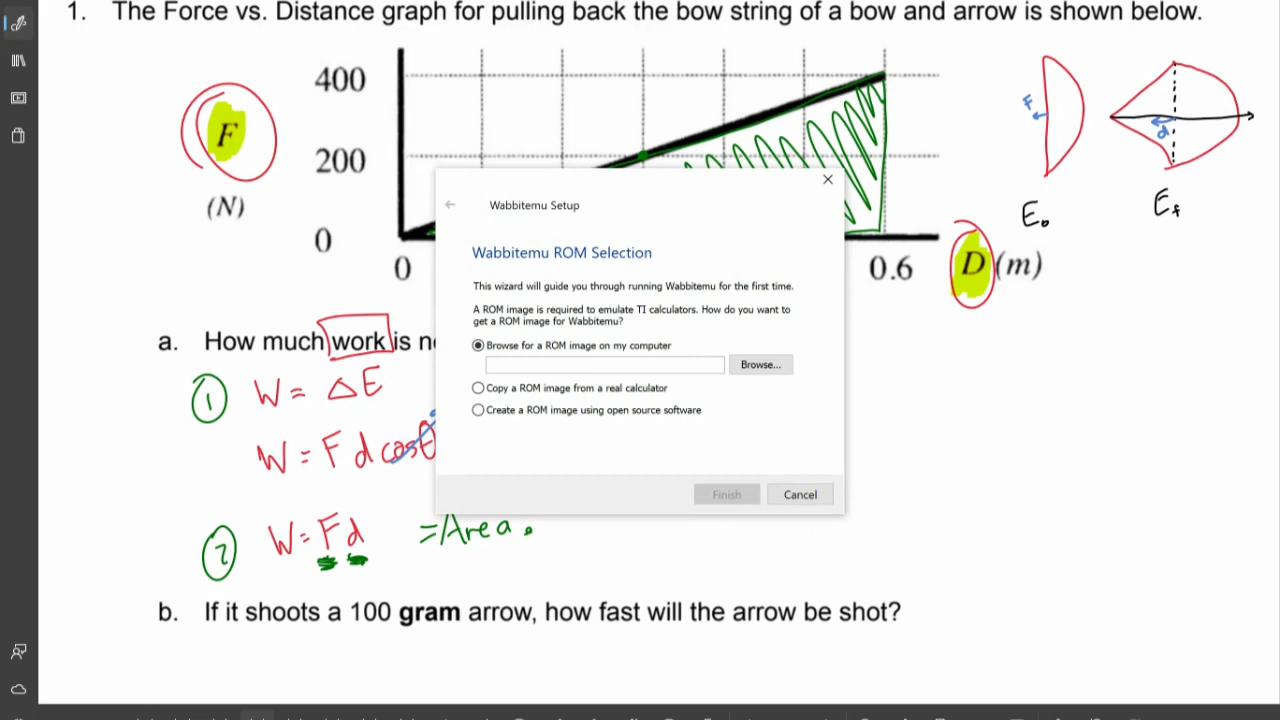 1. The Force vs. Distance graph for pulling back the bow string of a bow and arrow is shown below.
400
F
200
(N)
0
0
0.6
D (m)
F
d
E₀
E_f
Wabbitemu Setup
Wabbitemu ROM Selection
This wizard will guide you through running Wabbitemu for the first time.
A ROM image is required to emulate TI calculators. How do you want to
get a ROM image for Wabbitemu?
Browse for a ROM image on my computer
Browse...
Copy a ROM image from a real calculator
Create a ROM image using open source software
Finish Cancel
a. How much work is
① W = ΔE
W = F d cosθ
② W = Fd = Area.
b. If it shoots a 100 gram arrow, how fast will the arrow be shot?